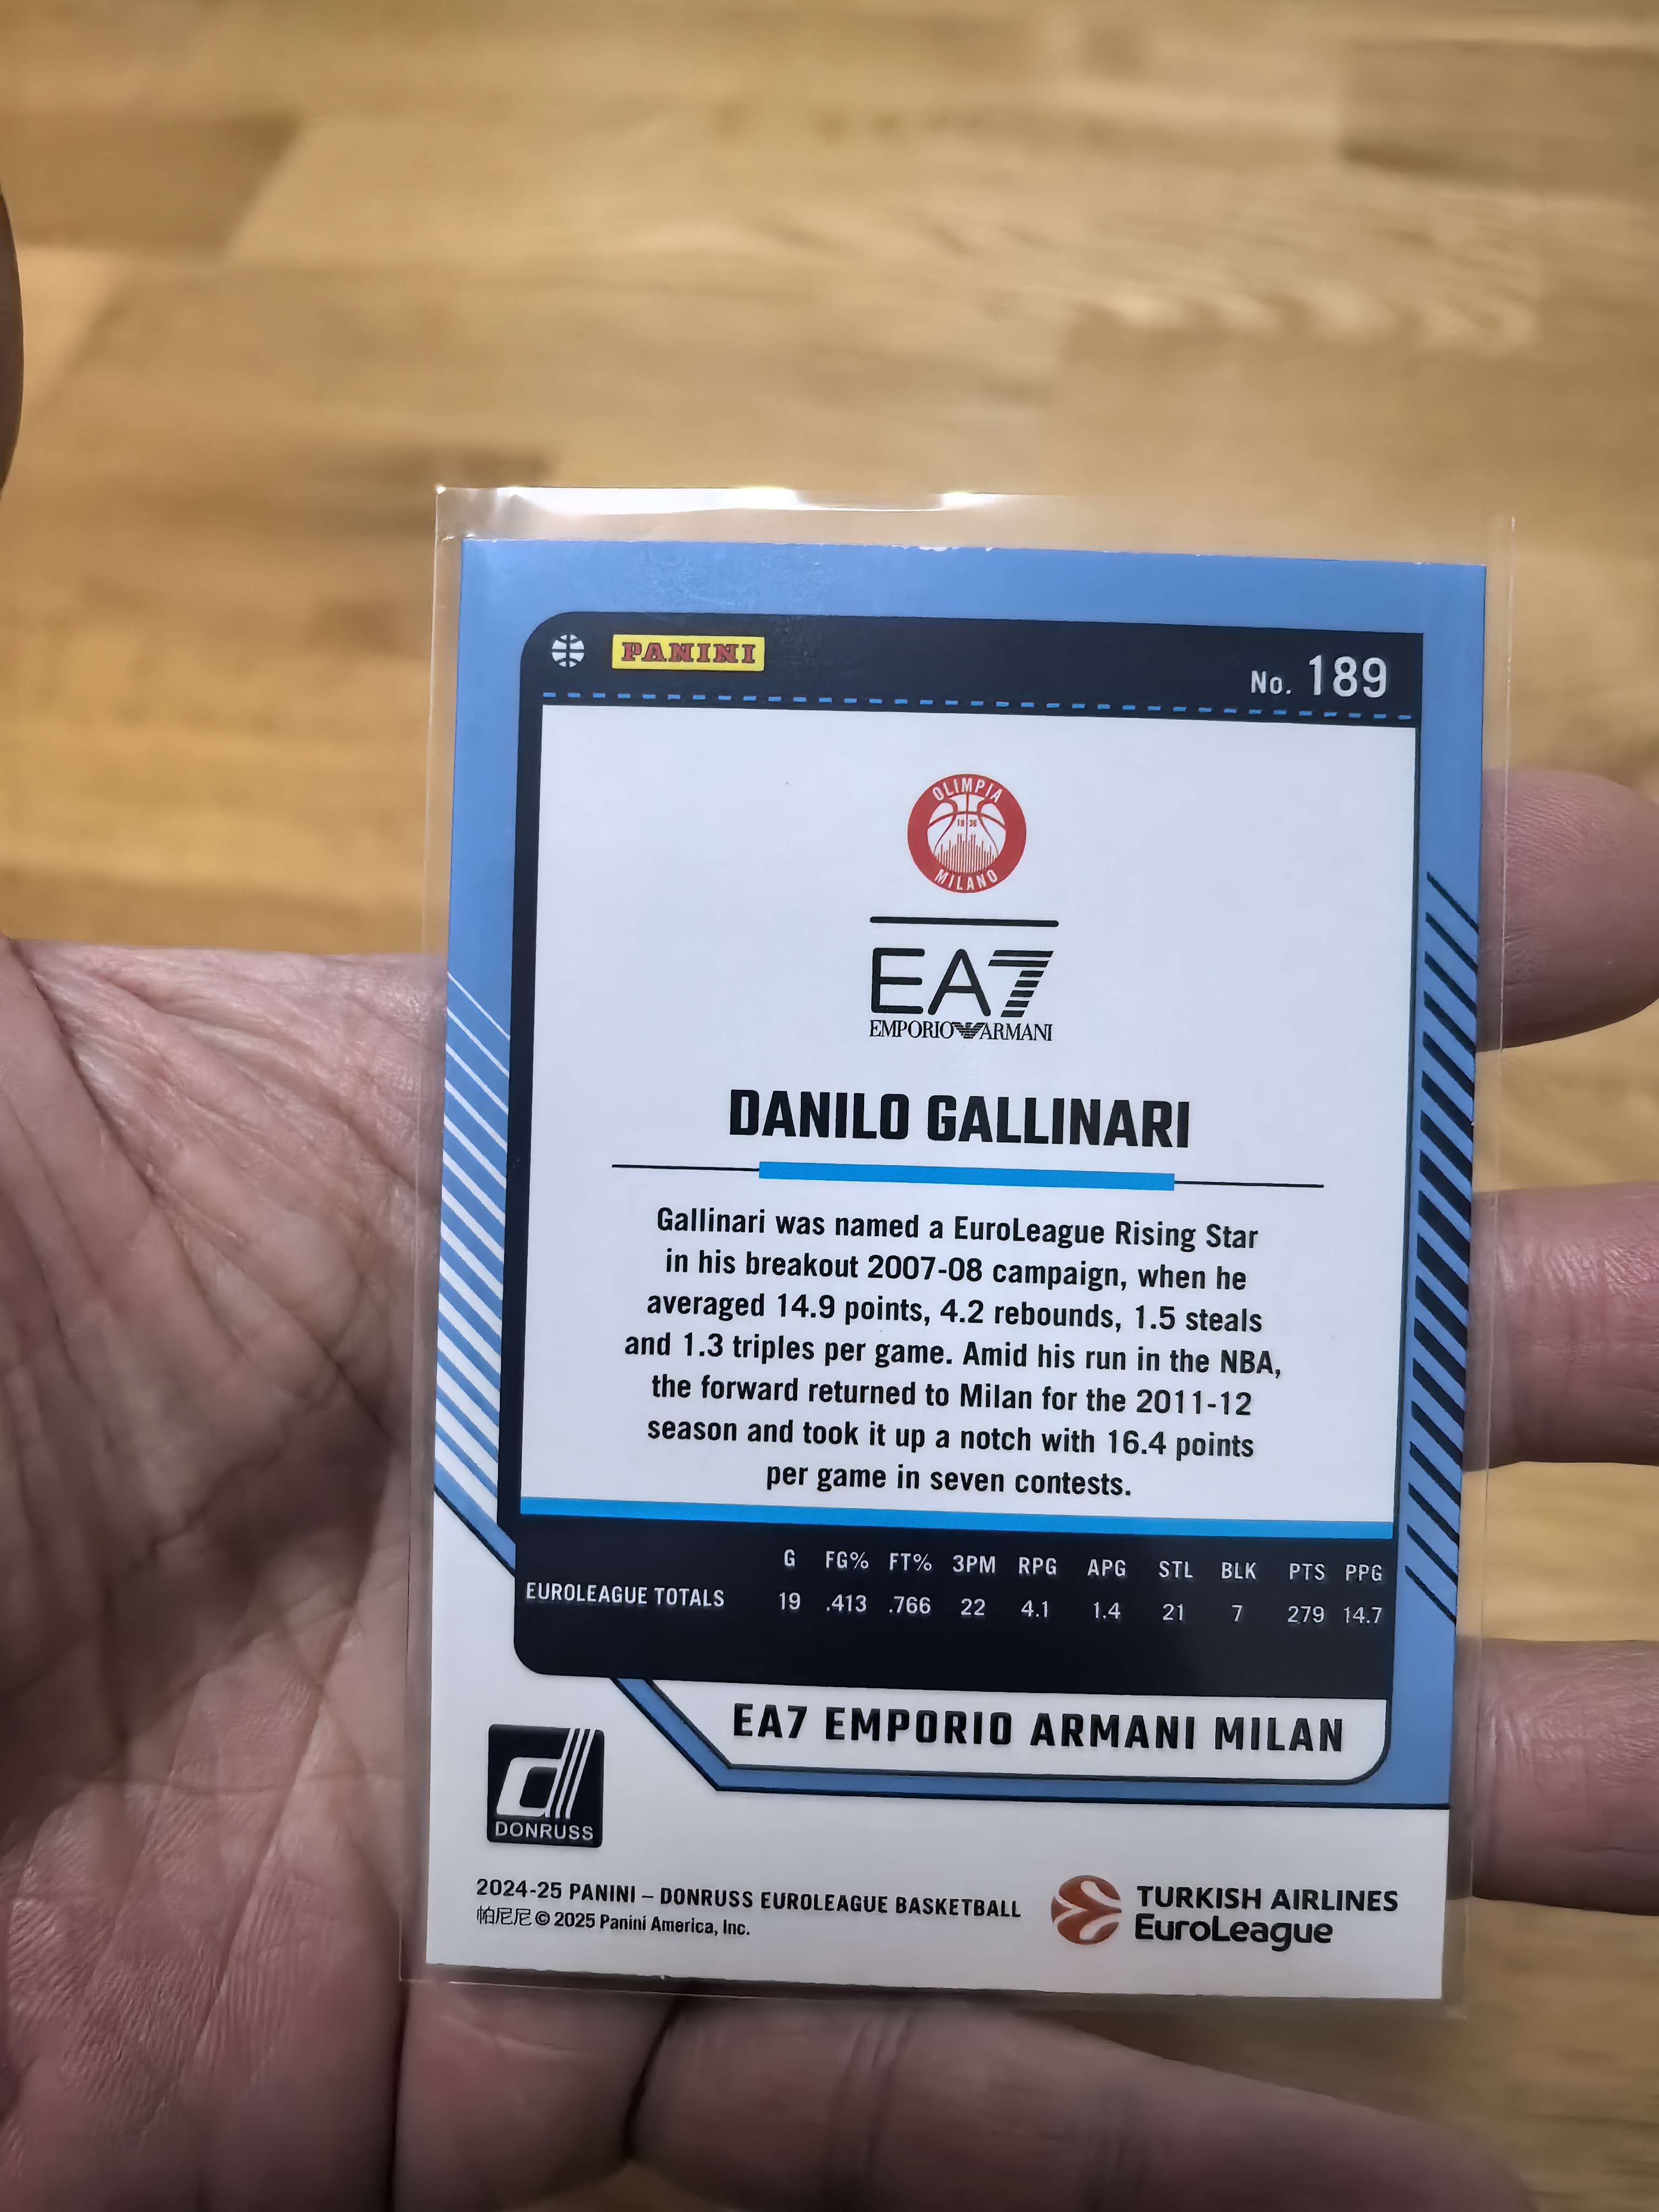 PANINI
No. 189
OLIMPIA
1936
MILANO
EA7
EMPORIO ARMANI
DANILO GALLINARI
Gallinari was named a EuroLeague Rising Star
in his breakout 2007-08 campaign, when he
averaged 14.9 points, 4.2 rebounds, 1.5 steals
and 1.3 triples per game. Amid his run in the NBA,
the forward returned to Milan for the 2011-12
season and took it up a notch with 16.4 points
per game in seven contests.
G FG% FT% 3PM RPG APG STL BLK PTS PPG
EUROLEAGUE TOTALS 19 .413 .766 22 4.1 1.4 21 7 279 14.7
EA7 EMPORIO ARMANI MILAN
d
DONRUSS
2024-25 PANINI – DONRUSS EUROLEAGUE BASKETBALL
帕尼尼 © 2025 Panini America, Inc.
TURKISH AIRLINES
EuroLeague